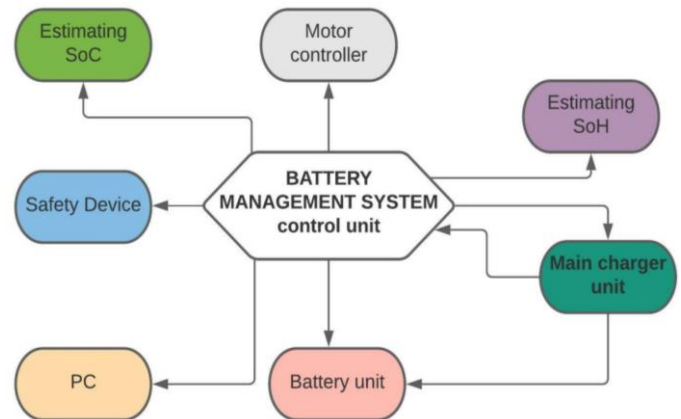 Estimating
SoC
Motor
controller
Estimating
SoH
BATTERY
MANAGEMENT SYSTEM
control unit
Safety Device
Main charger
unit
PC
Battery unit